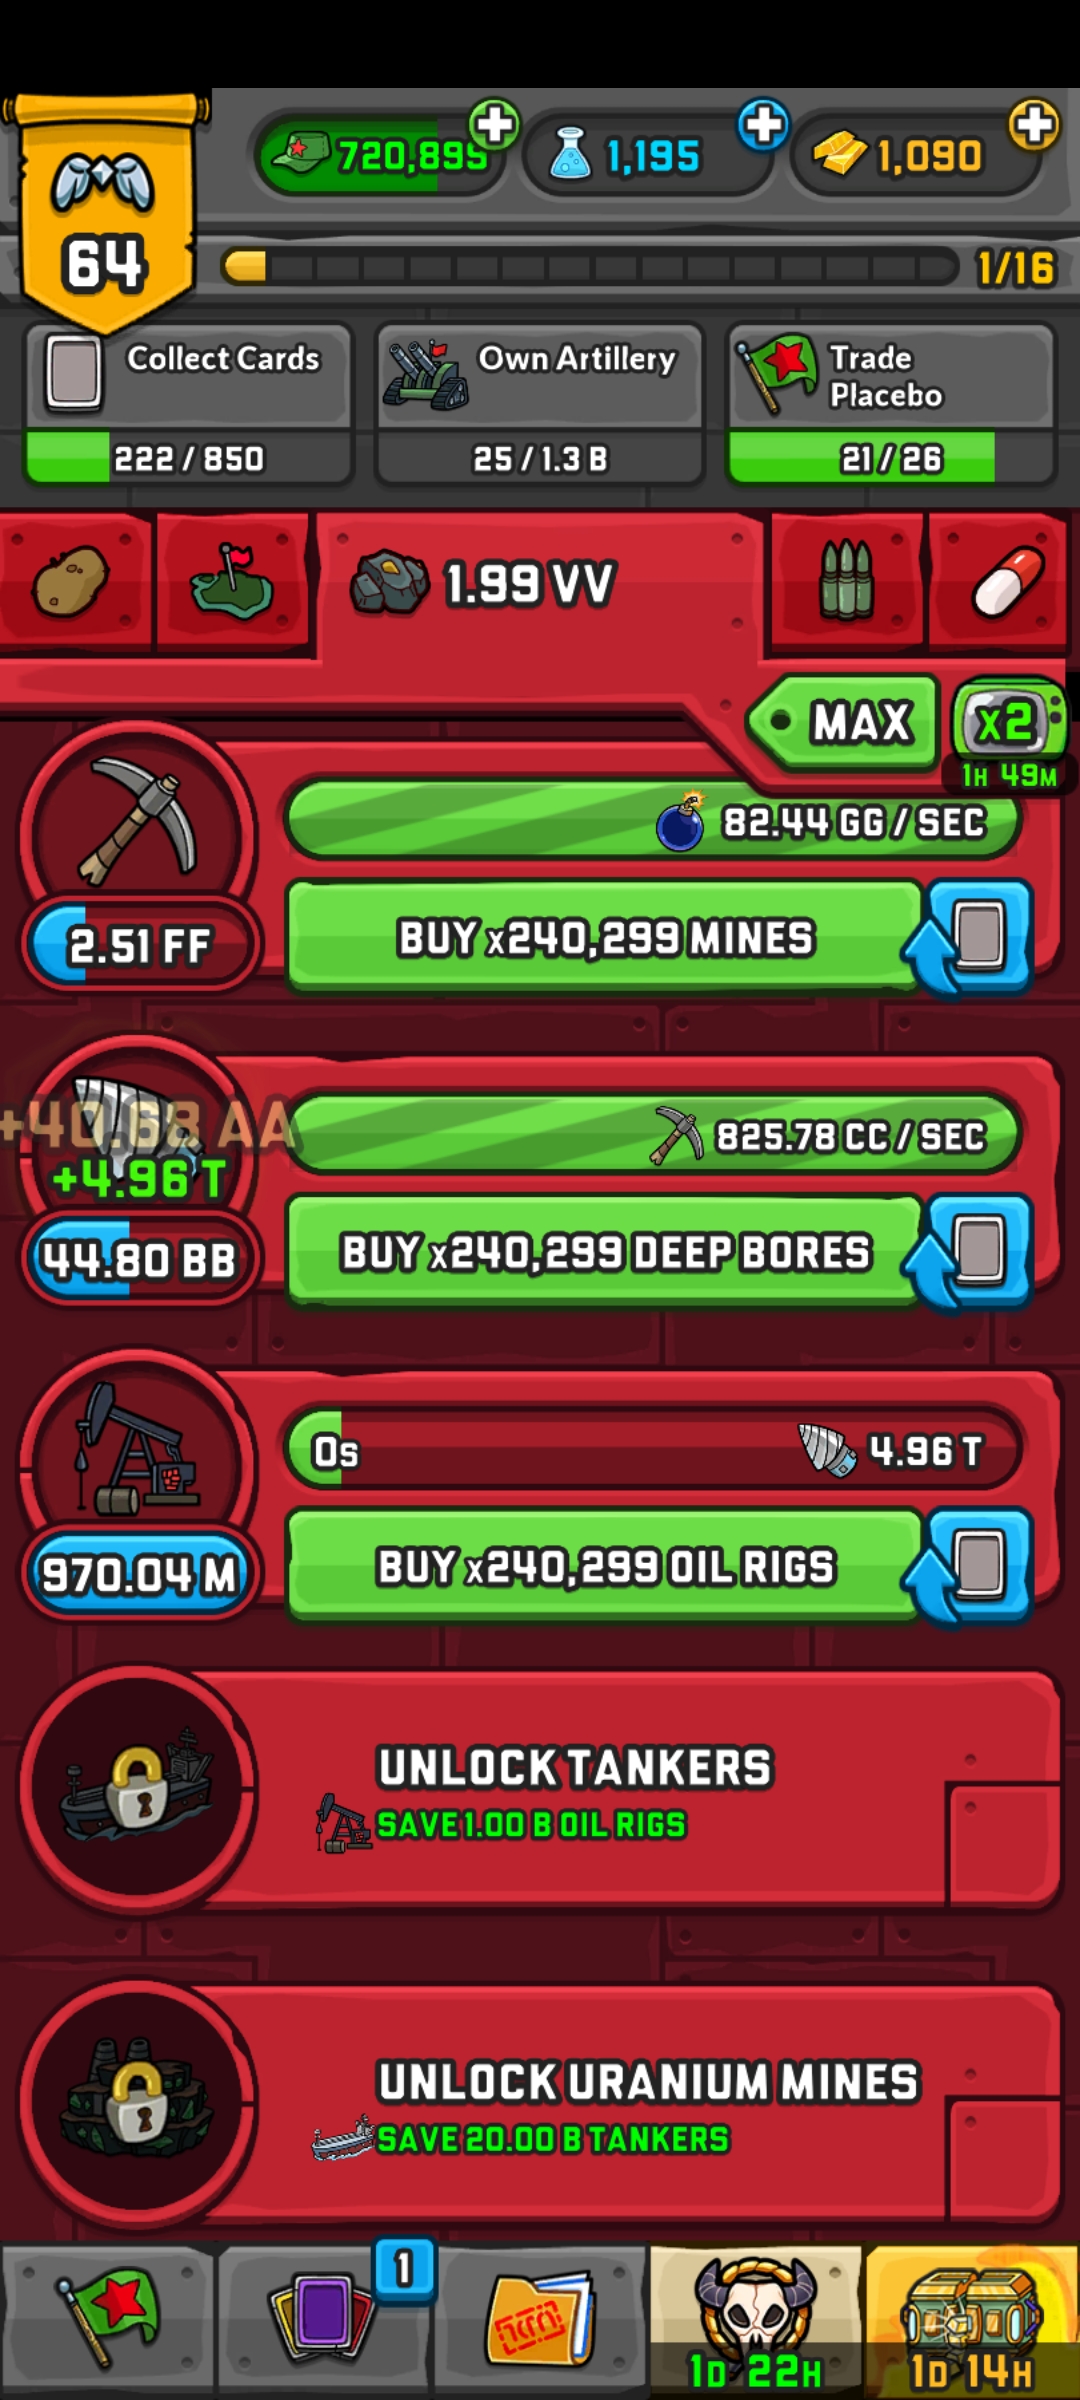 64
720,895
1,195
1,090
1/16
Collect Cards
222 / 850
Own Artillery
25 / 1.3 B
Trade
Placebo
21 / 26
1.99 VV
MAX
x2
1H 49M
82.44 GG / SEC
2.51 FF
BUY x240,299 MINES
+40.68 AA
+4.96 T
825.78 CC / SEC
44.80 BB
BUY x240,299 DEEP BORES
0s
4.96 T
970.04 M
BUY x240,299 OIL RIGS
UNLOCK TANKERS
SAVE 1.00 B OIL RIGS
UNLOCK URANIUM MINES
SAVE 20.00 B TANKERS
1
1D 22H
1D 14H